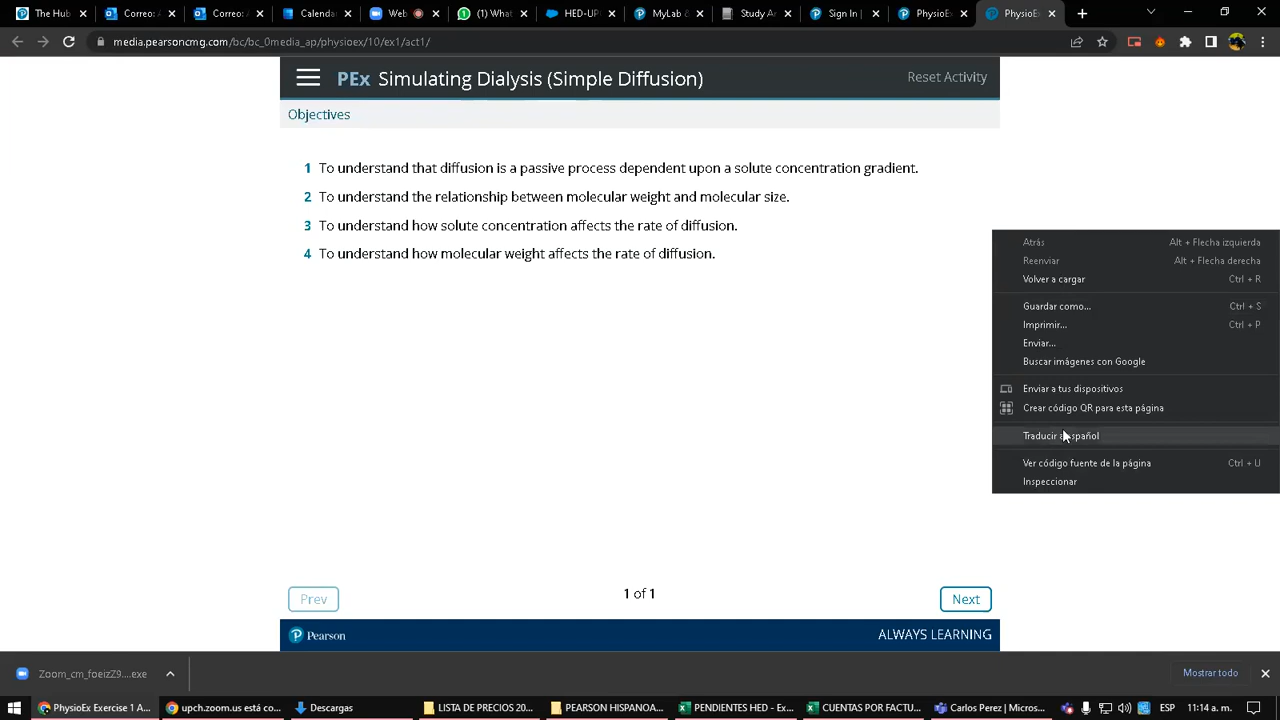 The Hub
Correo:
Correo:
Calenda
Web
(1) What
HED-UP
MyLab &
Study Ar
Sign In |
PhysioEx
PhysioEx
media.pearsoncmg.com/bc/bc_0media_ap/physioex/10/ex1/act1/
PEx Simulating Dialysis (Simple Diffusion)
Reset Activity
Objectives
1 To understand that diffusion is a passive process dependent upon a solute concentration gradient.
2 To understand the relationship between molecular weight and molecular size.
3 To understand how solute concentration affects the rate of diffusion.
4 To understand how molecular weight affects the rate of diffusion.
Atrás Alt + Flecha izquierda
Reenviar Alt + Flecha derecha
Volver a cargar Ctrl + R
Guardar como... Ctrl + S
Imprimir... Ctrl + P
Enviar...
Buscar imágenes con Google
Enviar a tus dispositivos
Crear código QR para esta página
Traducir a español
Ver código fuente de la página Ctrl + U
Inspeccionar
Prev
1 of 1
Next
Pearson
ALWAYS LEARNING
Zoom_cm_foeizZ9....exe
Mostrar todo
PhysioEx Exercise 1 A...
upch.zoom.us está co...
Descargas
LISTA DE PRECIOS 20...
PEARSON HISPANOA...
PENDIENTES HED - Ex...
CUENTAS POR FACTU...
Carlos Perez | Micros...
ESP
11:14 a. m.